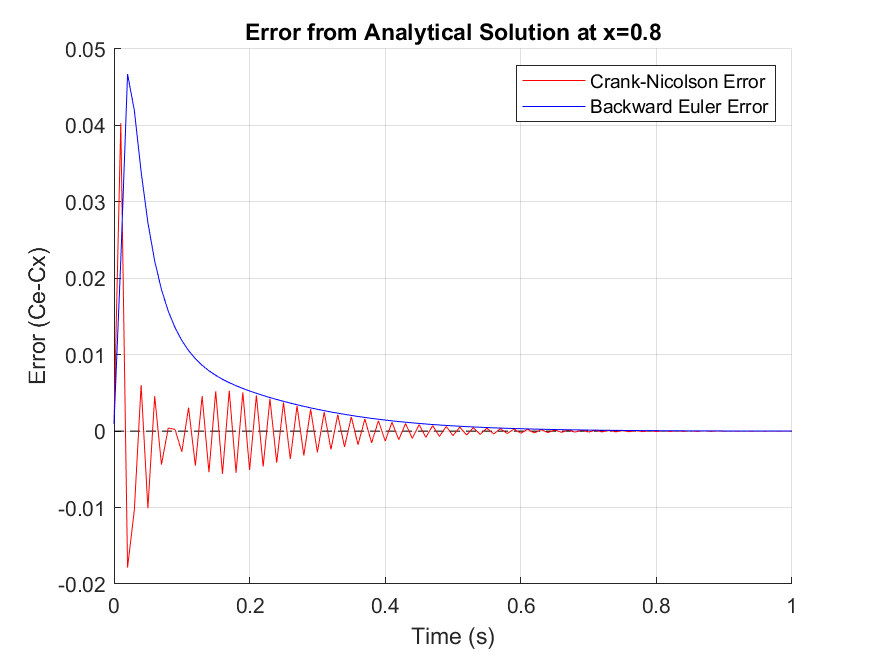 Error from Analytical Solution at x=0.8
Crank-Nicolson Error
Backward Euler Error
Error (Ce-Cx)
0.05
0.04
0.03
0.02
0.01
0
-0.01
-0.02
0
0.2
0.4
0.6
0.8
1
Time (s)